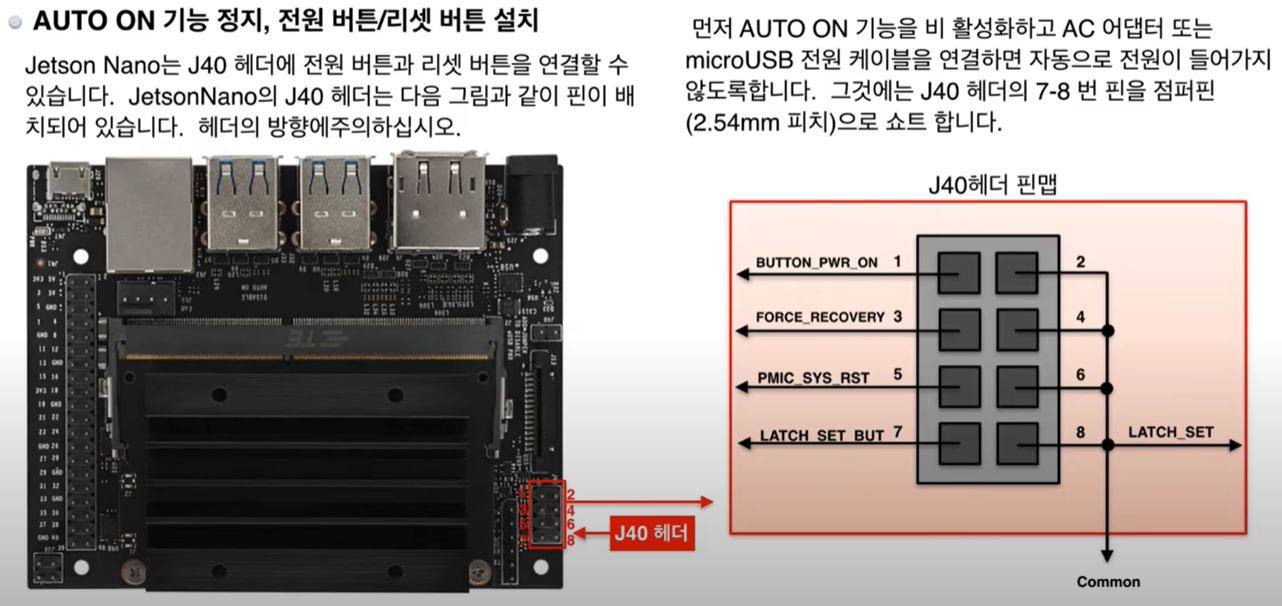 AUTO ON 기능 정지, 전원 버튼/리셋 버튼 설치
Jetson Nano는 J40 헤더에 전원 버튼과 리셋 버튼을 연결할 수
있습니다. JetsonNano의 J40 헤더는 다음 그림과 같이 핀이 배
치되어 있습니다. 헤더의 방향에주의하십시오.
먼저 AUTO ON 기능을 비 활성화하고 AC 어댑터 또는
microUSB 전원 케이블을 연결하면 자동으로 전원이 들어가지
않도록합니다. 그것에는 J40 헤더의 7-8 번 핀을 점퍼핀
(2.54mm 피치)으로 쇼트 합니다.
2
4
6
8
J40 헤더
J40헤더 핀맵
BUTTON_PWR_ON 1
2
FORCE_RECOVERY 3
4
PMIC_SYS_RST 5
6
LATCH_SET_BUT 7
8
LATCH_SET
Common